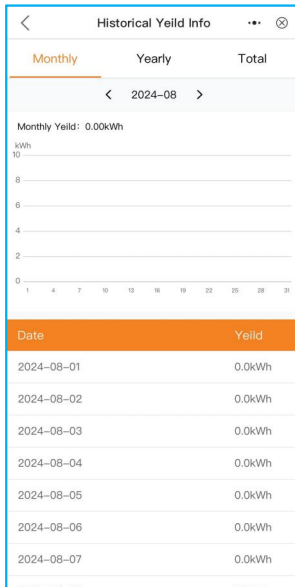 Historical Yeild Info
Monthly Yearly Total
2024-08
Monthly Yeild: 0.00kWh
kWh
10
8
6
4
2
0
1 4 7 10 13 16 19 22 25 28 31
Date Yeild
2024-08-01 0.0kWh
2024-08-02 0.0kWh
2024-08-03 0.0kWh
2024-08-04 0.0kWh
2024-08-05 0.0kWh
2024-08-06 0.0kWh
2024-08-07 0.0kWh